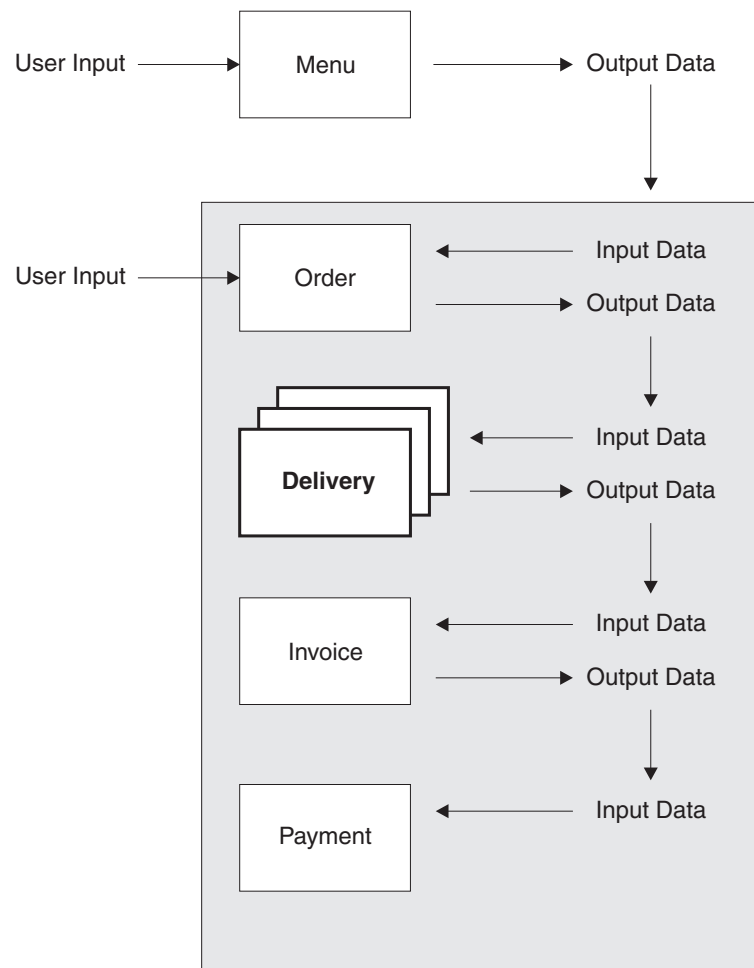 User Input
Menu
Output Data
Input Data
User Input
Order
Output Data
Input Data
Delivery
Output Data
Input Data
Invoice
Output Data
Input Data
Payment